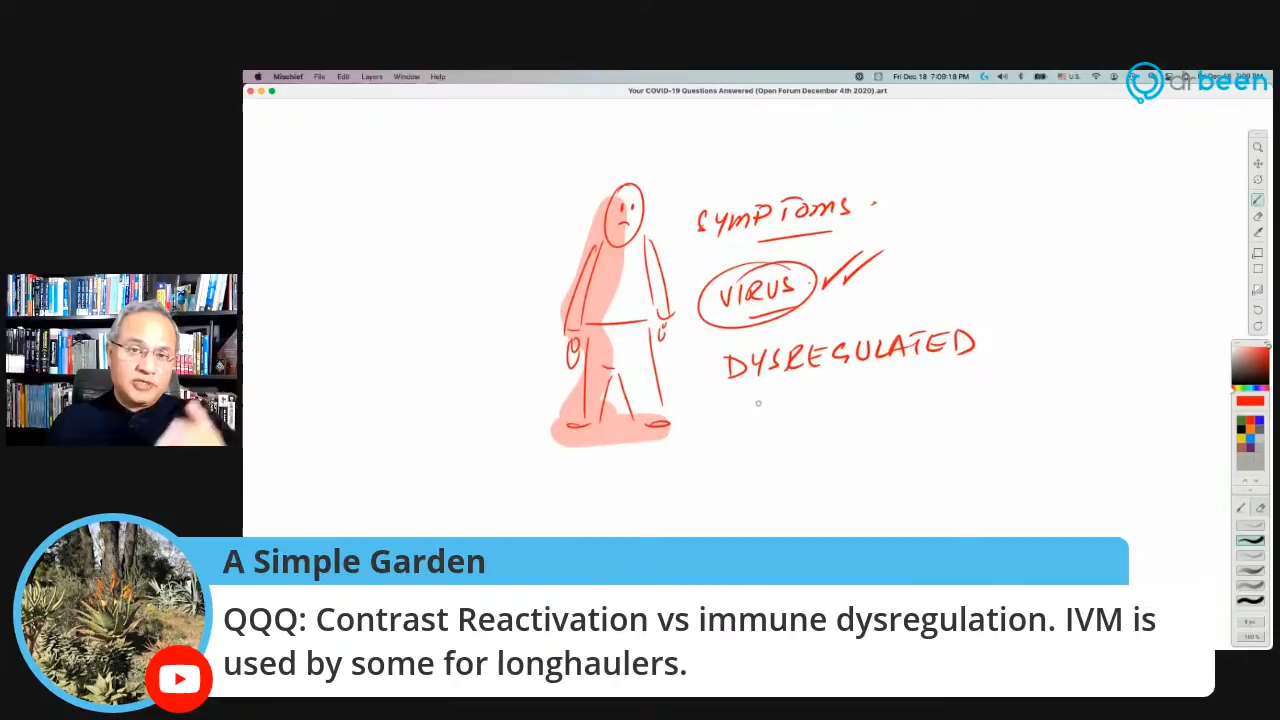 Mischief File Edit Layers Window Help
Fri Dec 18 7:09:18 PM
U.S.
drbeen
Your COVID-19 Questions Answered (Open Forum December 4th 2020).art
SYMPTOMS.
VIRUS
DYSREGULATED
A Simple Garden
QQQ: Contrast Reactivation vs immune dysregulation. IVM is
used by some for longhaulers.